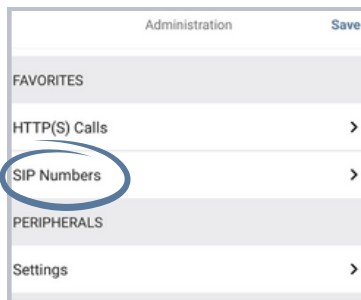 Administration Save
FAVORITES
HTTP(S) Calls
SIP Numbers
PERIPHERALS
Settings